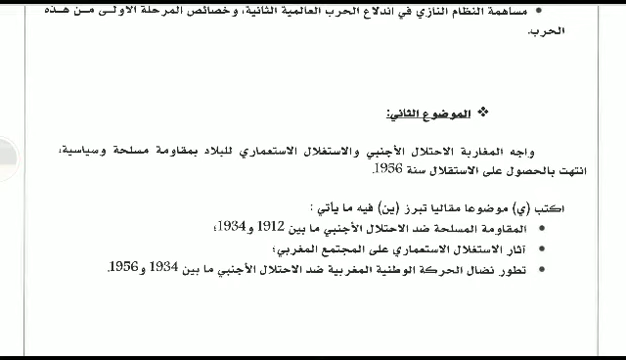 • مساهمة النظام النازي في اندلاع الحرب العالمية الثانية، وخصائص المرحلة الأولى من هذه
الحرب.
❖ الموضوع الثاني:
واجه المغاربة الاحتلال الأجنبي والاستغلال الاستعماري للبلاد بمقاومة مسلحة وسياسية،
انتهت بالحصول على الاستقلال سنة 1956.
اكتب (ي) موضوعا مقاليا تبرز (ين) فيه ما يأتي :
• المقاومة المسلحة ضد الاحتلال الأجنبي ما بين 1912 و1934؛
• آثار الاستغلال الاستعماري على المجتمع المغربي؛
• تطور نضال الحركة الوطنية المغربية ضد الاحتلال الأجنبي ما بين 1934 و1956.